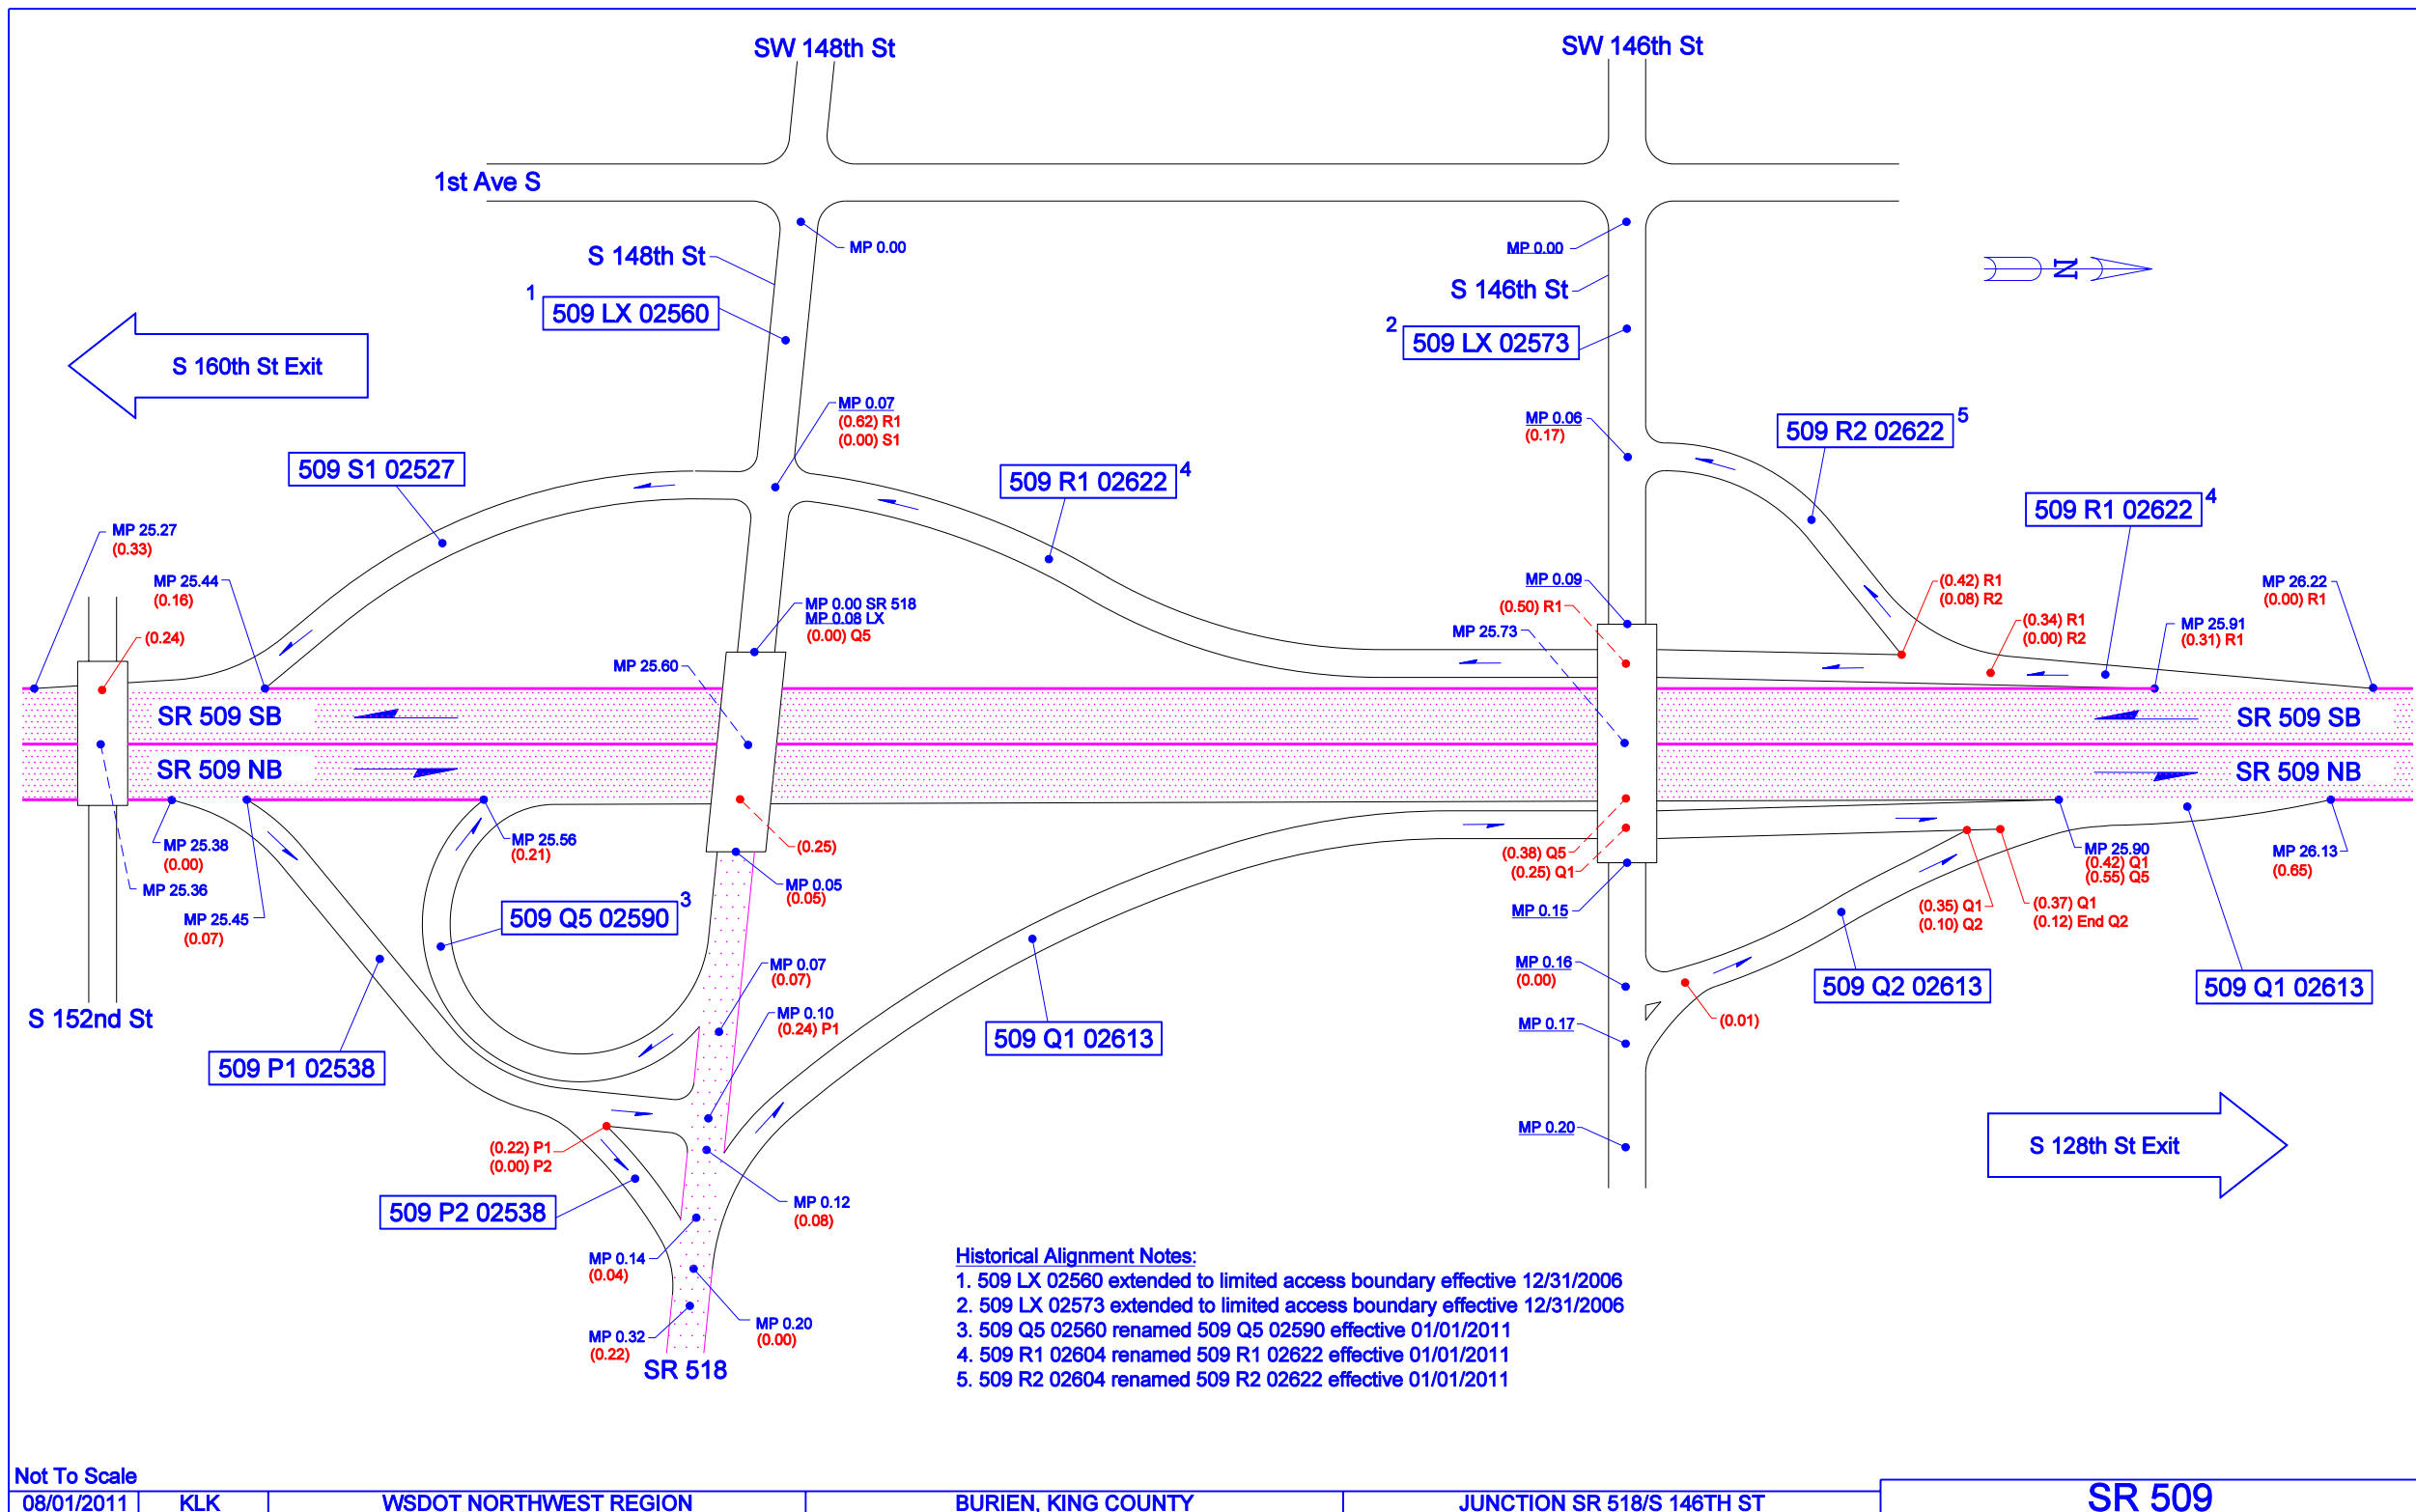 SW 148th St
SW 146th St
1st Ave S
MP 0.00
MP 0.00
S 148th St
S 146th St
N
1
509 LX 02560
2
509 LX 02573
S 160th St Exit
MP 0.07
(0.62) R1
(0.00) S1
MP 0.06
(0.17)
509 R2 02622
5
509 S1 02527
509 R1 02622
4
509 R1 02622
4
MP 25.27
(0.33)
MP 25.44
(0.16)
(0.24)
MP 0.00 SR 518
MP 0.08 LX
(0.00) Q5
MP 0.09
(0.50) R1
MP 25.73
(0.42) R1
(0.08) R2
(0.34) R1
(0.00) R2
MP 25.91
(0.31) R1
MP 26.22
(0.00) R1
MP 25.60
SR 509 SB
SR 509 SB
SR 509 NB
SR 509 NB
MP 25.38
(0.00)
MP 25.36
MP 25.45
(0.07)
MP 25.56
(0.21)
(0.25)
MP 0.05
(0.05)
(0.38) Q5
(0.25) Q1
MP 0.15
MP 25.90
(0.42) Q1
(0.55) Q5
MP 26.13
(0.65)
(0.35) Q1
(0.10) Q2
(0.37) Q1
(0.12) End Q2
509 Q5 02590
3
MP 0.07
(0.07)
MP 0.16
(0.00)
509 Q2 02613
509 Q1 02613
S 152nd St
MP 0.10
(0.24) P1
MP 0.17
(0.01)
509 Q1 02613
509 P1 02538
MP 0.20
S 128th St Exit
(0.22) P1
(0.00) P2
509 P2 02538
MP 0.12
(0.08)
MP 0.14
(0.04)
MP 0.20
(0.00)
MP 0.32
(0.22)
SR 518
Historical Alignment Notes:
1. 509 LX 02560 extended to limited access boundary effective 12/31/2006
2. 509 LX 02573 extended to limited access boundary effective 12/31/2006
3. 509 Q5 02560 renamed 509 Q5 02590 effective 01/01/2011
4. 509 R1 02604 renamed 509 R1 02622 effective 01/01/2011
5. 509 R2 02604 renamed 509 R2 02622 effective 01/01/2011
Not To Scale
08/01/2011 KLK WSDOT NORTHWEST REGION BURIEN, KING COUNTY JUNCTION SR 518/S 146TH ST SR 509